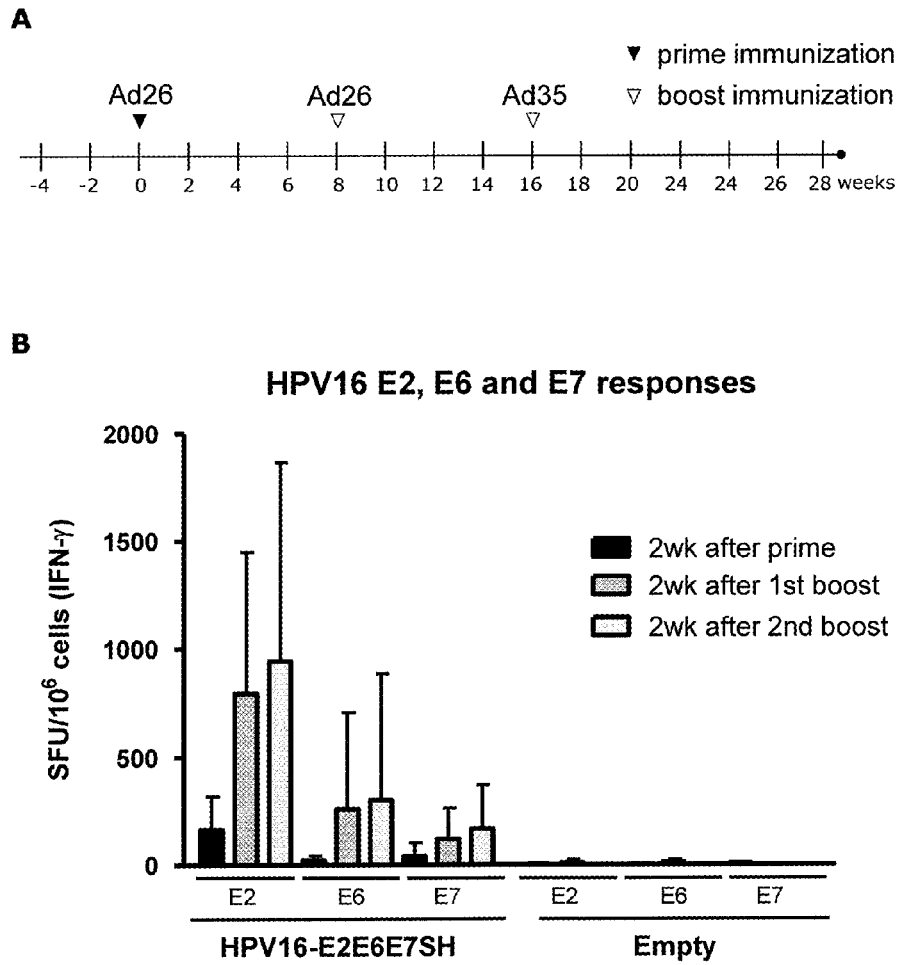 A
▼ prime immunization
Ad26 Ad26 Ad35 ▽ boost immunization
-4 -2 0 2 4 6 8 10 12 14 16 18 20 24 24 26 28 weeks
B
HPV16 E2, E6 and E7 responses
2000
1500
1000
500
0
SFU/10⁶ cells (IFN-γ)
2wk after prime
2wk after 1st boost
2wk after 2nd boost
E2 E6 E7 E2 E6 E7
HPV16-E2E6E7SH Empty